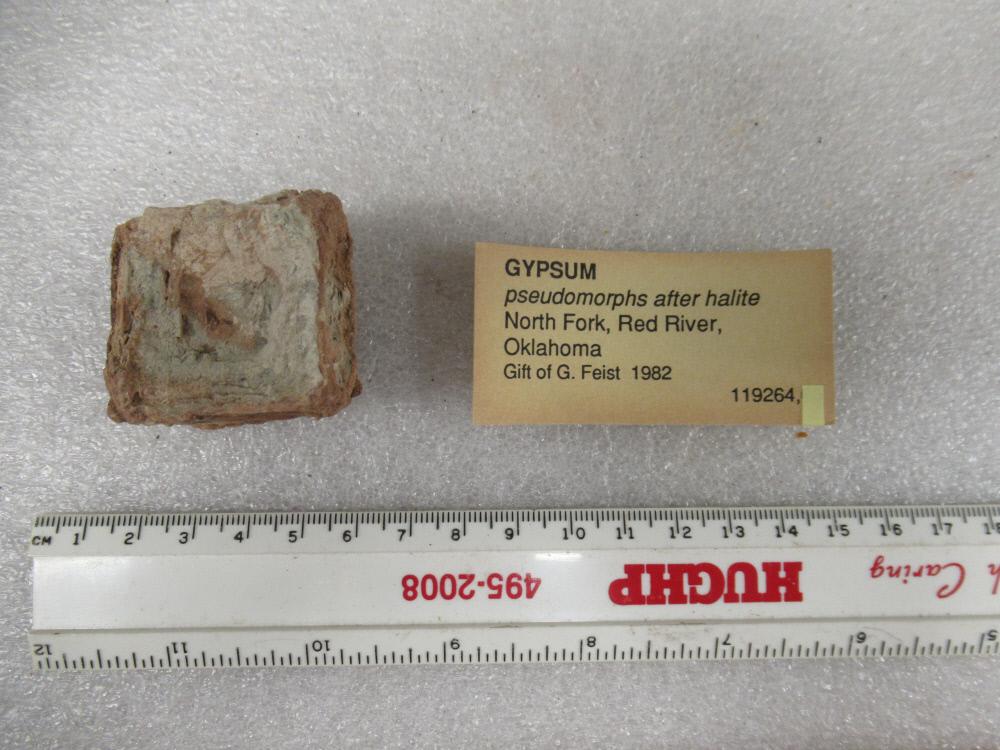 GYPSUM
pseudomorphs after halite
North Fork, Red River,
Oklahoma
Gift of G. Feist 1982
119264,
CM 1 2 3 4 5 6 7 8 9 10 11 12 13 14 15 16 17 18
495-2008 HUGHP h Caring
12 11 10 9 8 7 6 5